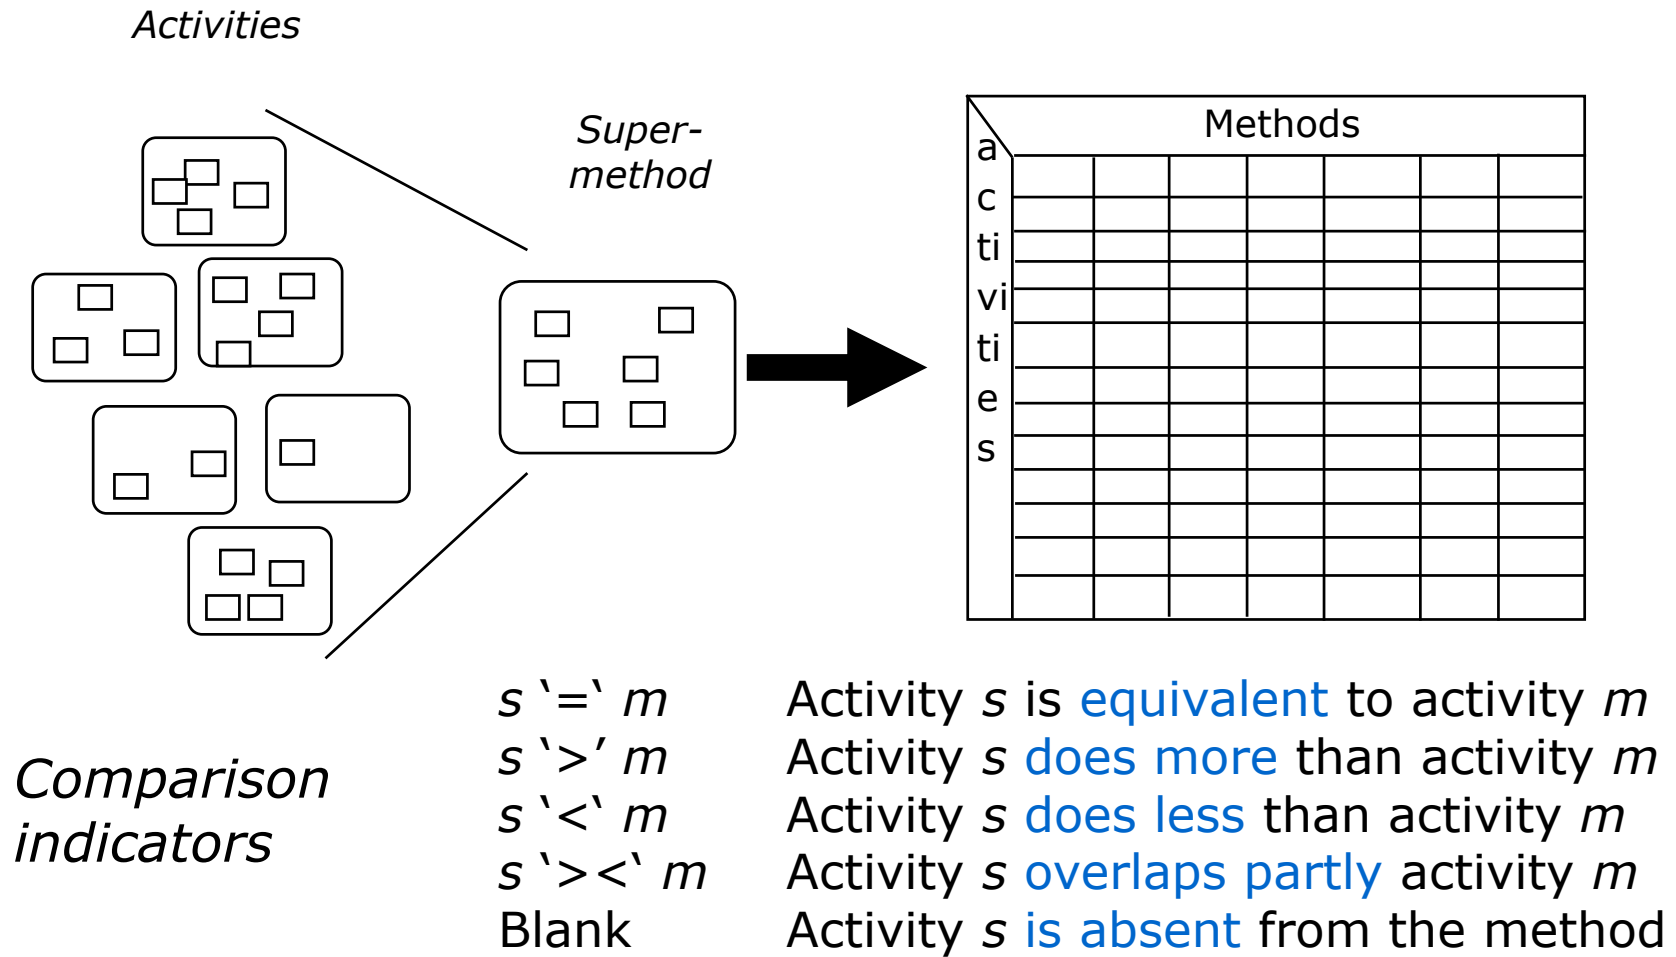 Activities
Super-
method
Methods
a
c
ti
vi
ti
e
s
Comparison
indicators
s ‘=‘ m Activity s is equivalent to activity m
s ‘>’ m Activity s does more than activity m
s ‘<‘ m Activity s does less than activity m
s ‘><‘ m Activity s overlaps partly activity m
Blank Activity s is absent from the method